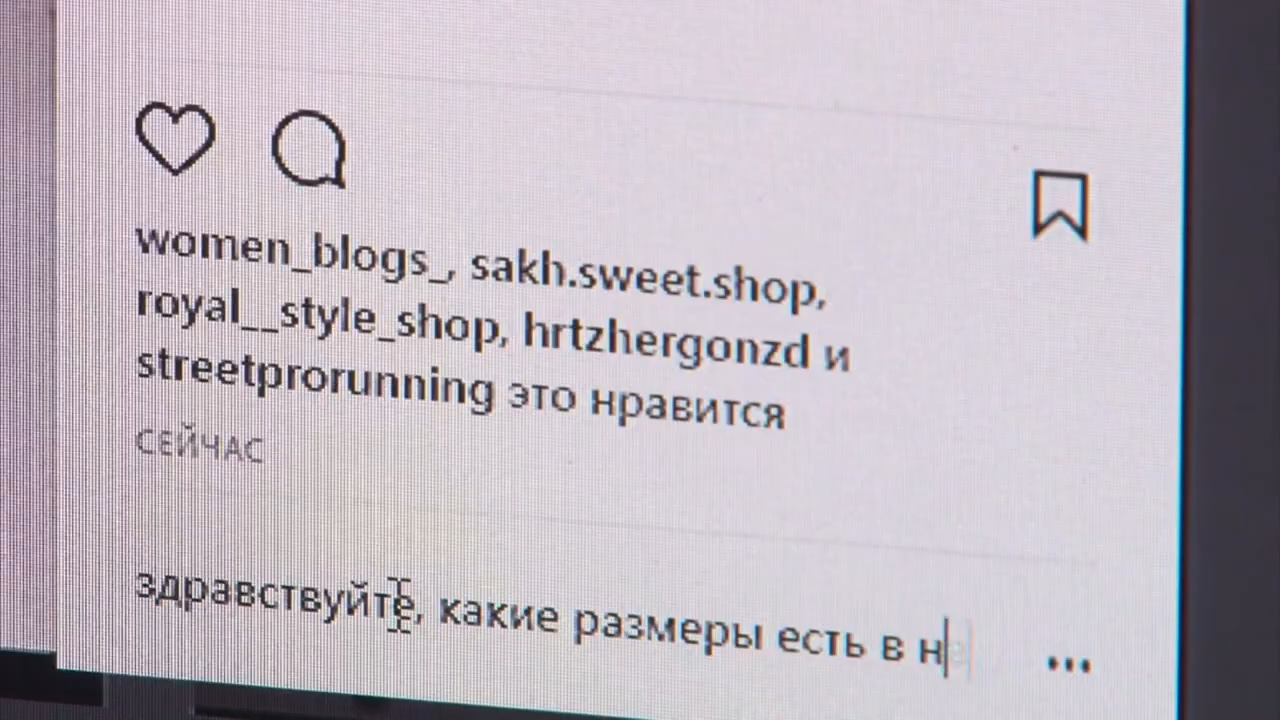 women_blogs_, sakh.sweet.shop,
royal__style_shop, hrtzhergonzd и
streetprorunning это нравится
СЕЙЧАС
здравствуйте, какие размеры есть в н